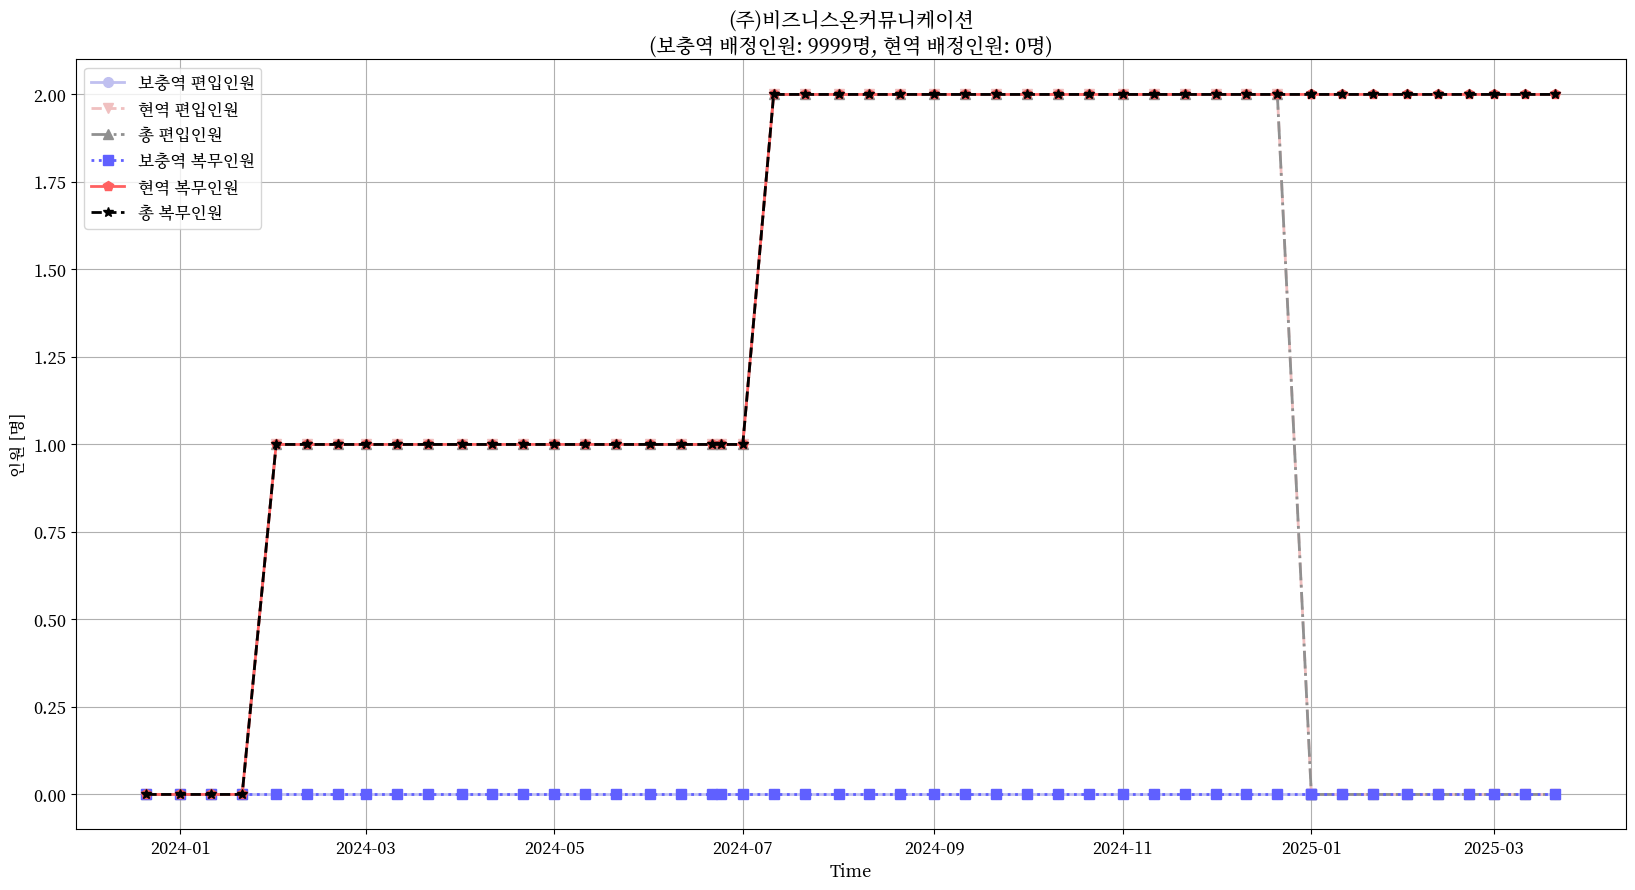 (주)비즈니스온커뮤니케이션
(보충역 배정인원: 9999명, 현역 배정인원: 0명)
보충역 편입인원
현역 편입인원
총 편입인원
보충역 복무인원
현역 복무인원
총 복무인원
2.00
1.75
1.50
1.25
1.00
0.75
0.50
0.25
0.00
인원 [명]
2024-01 2024-03 2024-05 2024-07 2024-09 2024-11 2025-01 2025-03
Time